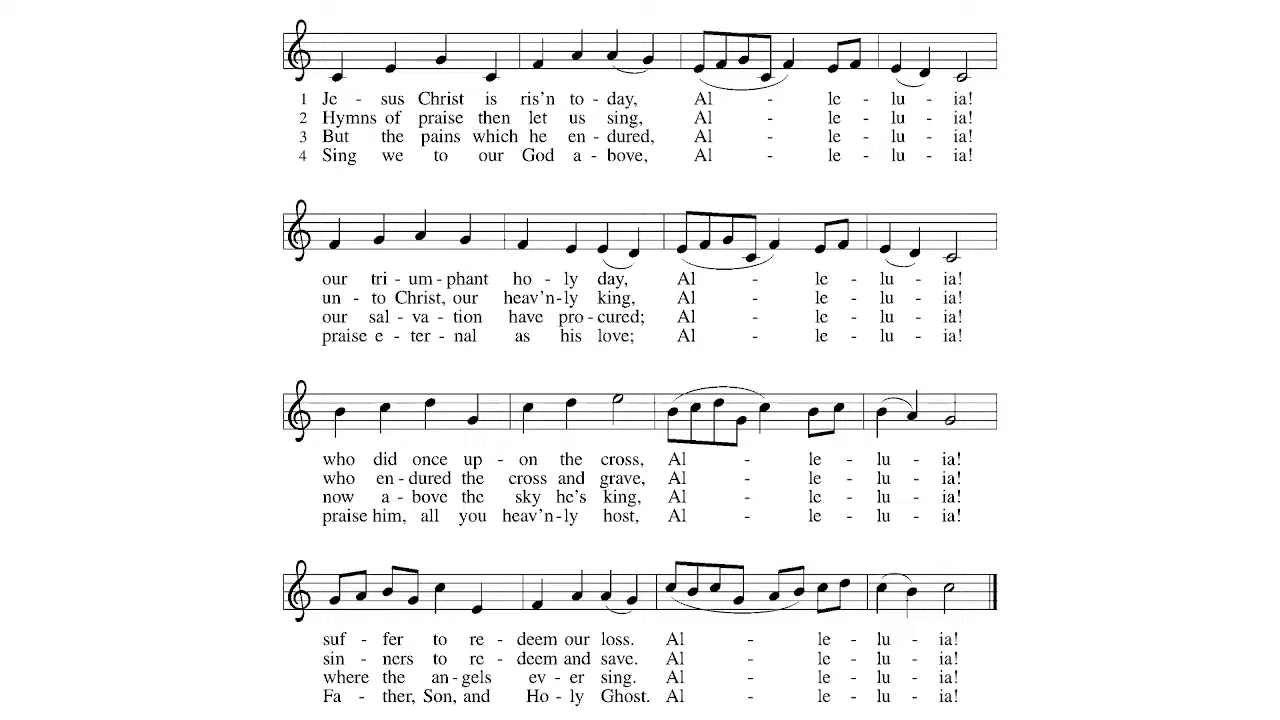 1 Je - sus Christ is ris'n to - day, Al - le - lu - ia!
2 Hymns of praise then let us sing, Al - le - lu - ia!
3 But the pains which he en - dured, Al - le - lu - ia!
4 Sing we to our God a - bove, Al - le - lu - ia!
our tri - um - phant ho - ly day, Al - le - lu - ia!
un - to Christ, our heav'n - ly king, Al - le - lu - ia!
our sal - va - tion have pro - cured; Al - le - lu - ia!
praise e - ter - nal as his love; Al - le - lu - ia!
who did once up - on the cross, Al - le - lu - ia!
who en - dured the cross and grave, Al - le - lu - ia!
now a - bove the sky he's king, Al - le - lu - ia!
praise him, all you heav'n - ly host, Al - le - lu - ia!
suf - fer to re - deem our loss. Al - le - lu - ia!
sin - ners to re - deem and save. Al - le - lu - ia!
where the an - gels ev - er sing. Al - le - lu - ia!
Fa - ther, Son, and Ho - ly Ghost. Al - le - lu - ia!